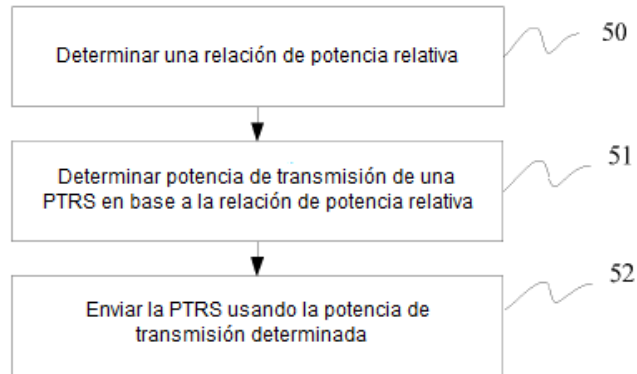 Determinar una relación de potencia relativa
50
Determinar potencia de transmisión de una
PTRS en base a la relación de potencia relativa
51
Enviar la PTRS usando la potencia de
transmisión determinada
52